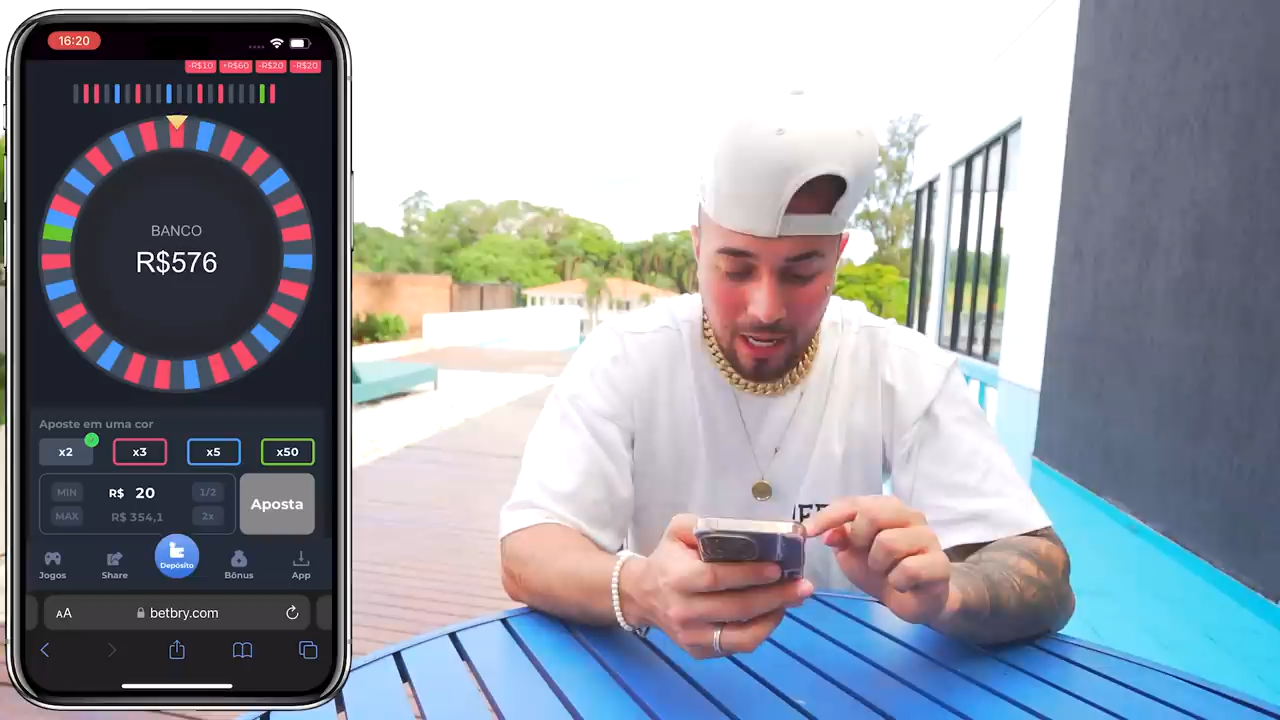 16:20
-R$10 +R$60 -R$20 -R$20
BANCO
R$576
Aposte em uma cor
x2 x3 x5 x50
MIN R$ 20 1/2
MAX R$ 354,1 2x
Aposta
Jogos Share Depósito Bônus App
AA betbry.com